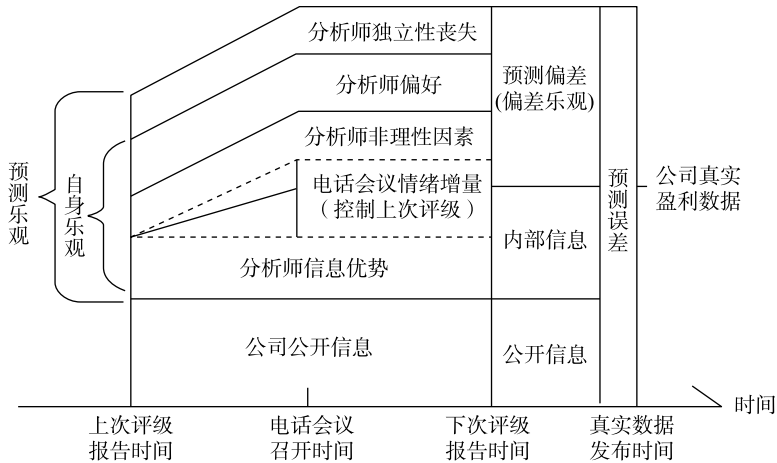 分析师独立性丧失
分析师偏好
分析师非理性因素
电话会议情绪增量
（控制上次评级）
分析师信息优势
公司公开信息
预测乐观
自身乐观
预测偏差
(偏差乐观)
内部信息
公开信息
预测误差
公司真实
盈利数据
时间
上次评级
报告时间
电话会议
召开时间
下次评级
报告时间
真实数据
发布时间